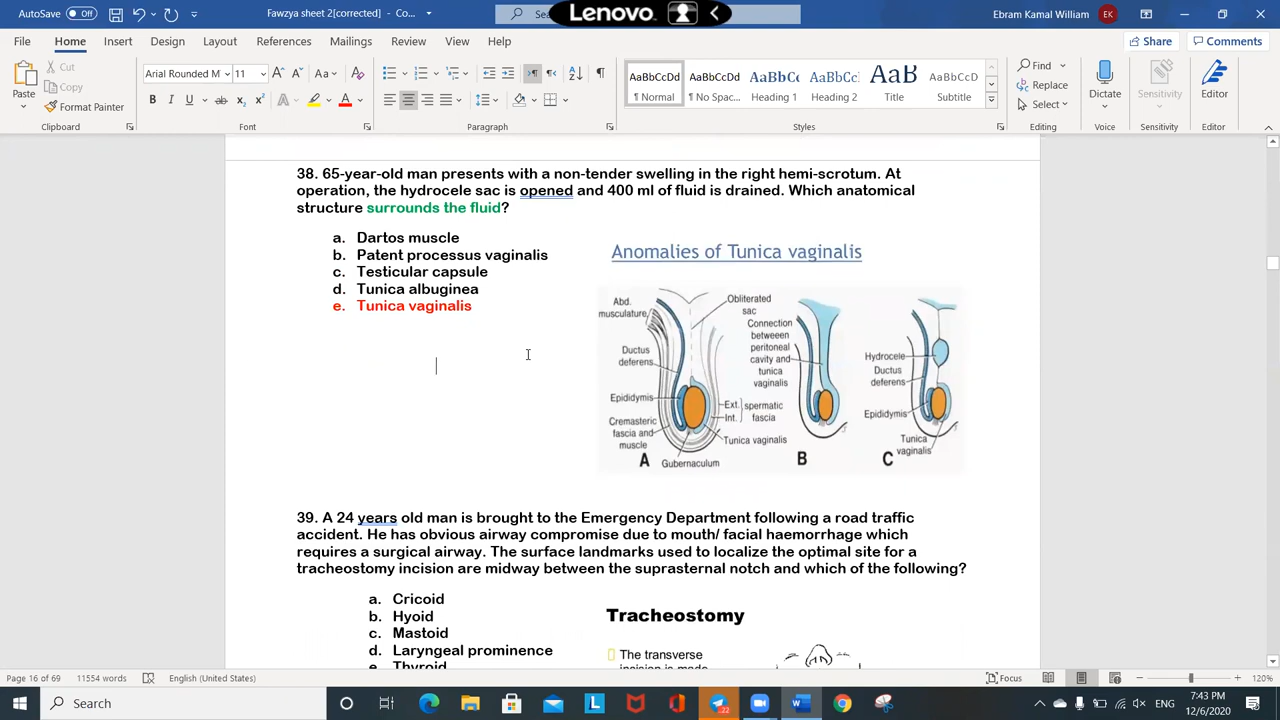 Fawzya Sept 2 [corrected] - Word
Lenovo
Ebram Kamal William
EK
File Home Insert Design Layout References Mailings Review View Help
Share
Comments
Paste
Cut
Copy
Format Painter
Clipboard
Arial Rounded M
11
Font
Paragraph
AaBbCcDd
¶ Normal
AaBbCcDd
¶ No Spac...
AaBbCc
Heading 1
AaBbCc
Heading 2
AaB
Title
AaBbCcD
Subtitle
Styles
Find
Replace
Select
Editing
Dictate
Voice
Sensitivity
Sensitivity
Editor
Editor
38. 65-year-old man presents with a non-tender swelling in the right hemi-scrotum. At
operation, the hydrocele sac is opened and 400 ml of fluid is drained. Which anatomical
structure surrounds the fluid?
a. Dartos muscle
b. Patent processus vaginalis
c. Testicular capsule
d. Tunica albuginea
e. Tunica vaginalis
Anomalies of Tunica vaginalis
Abd.
musculature
Ductus
deferens
Epididymis
Cremasteric
fascia and
muscle
A
Gubernaculum
Obliterated
sac
Connection
betweeen
peritoneal
cavity and
tunica
vaginalis
Ext.
Int.
spermatic
fascia
Tunica vaginalis
B
Hydrocele
Ductus
deferens
Epididymis
Tunica
vaginalis
C
39. A 24 years old man is brought to the Emergency Department following a road traffic
accident. He has obvious airway compromise due to mouth/ facial haemorrhage which
requires a surgical airway. The surface landmarks used to localize the optimal site for a
tracheostomy incision are midway between the suprasternal notch and which of the following?
a. Cricoid
b. Hyoid
c. Mastoid
d. Laryngeal prominence
e. Thyroid
Tracheostomy
The transverse
incision is made
Page 16 of 69
11554 words
English (United States)
Focus
120%
Search
22
7:43 PM
12/6/2020